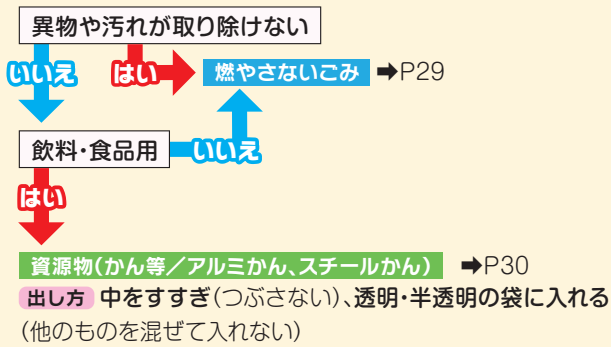 異物や汚れが取り除けない
いいえ はい 燃やさないごみ ➡P29
飲料・食品用 いいえ
はい
資源物(かん等／アルミかん、スチールかん) ➡P30
出し方 中をすすぎ(つぶさない)、透明・半透明の袋に入れる
(他のものを混ぜて入れない)